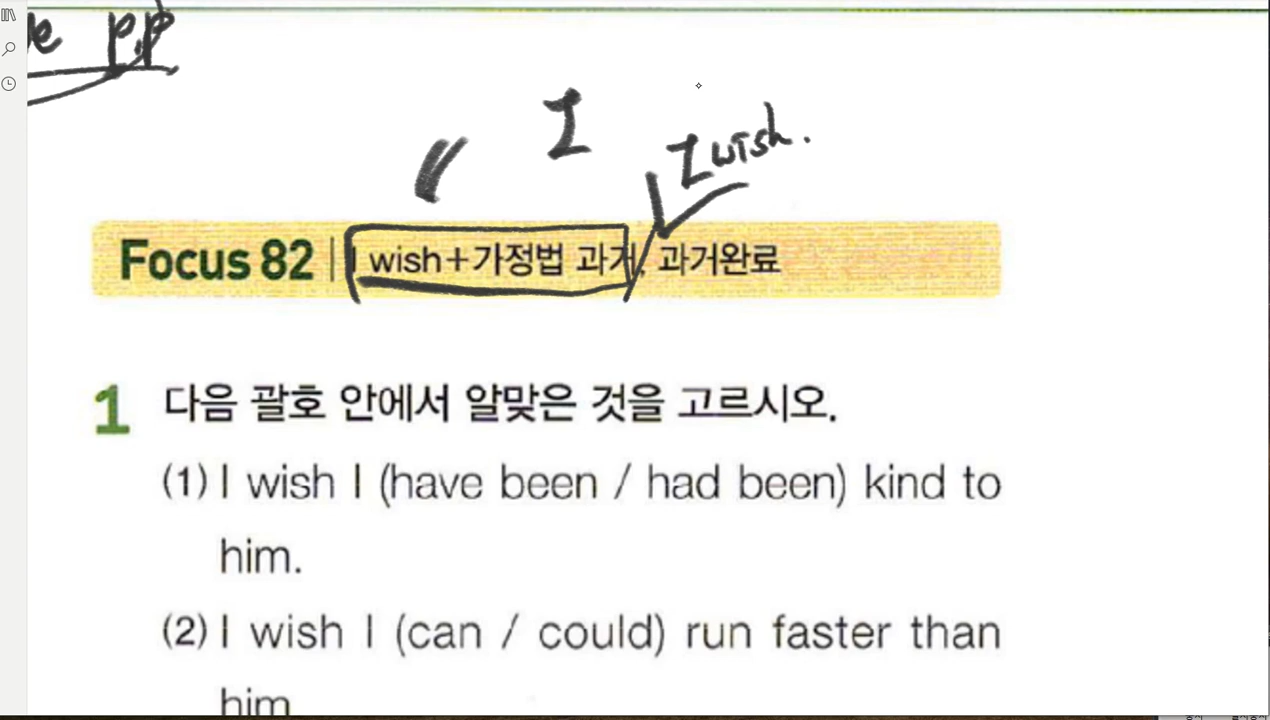 p.p
I
I wish.
Focus 82 | I wish+가정법 과거, 과거완료
1 다음 괄호 안에서 알맞은 것을 고르시오.
(1) I wish I (have been / had been) kind to
him.
(2) I wish I (can / could) run faster than
him